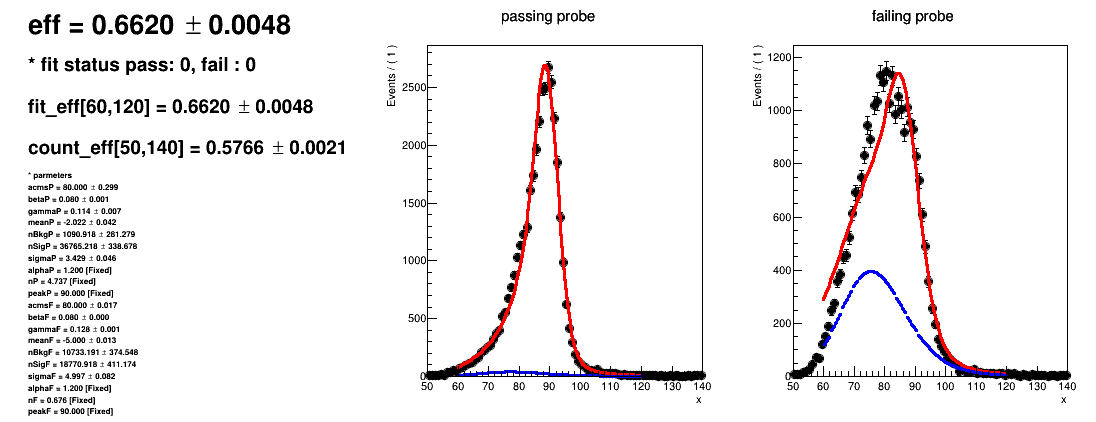 eff = 0.6620 ± 0.0048
* fit status pass: 0, fail : 0
fit_eff[60,120] = 0.6620 ± 0.0048
count_eff[50,140] = 0.5766 ± 0.0021
* parmeters
acmsP = 80.000 ± 0.299
betaP = 0.080 ± 0.001
gammaP = 0.114 ± 0.007
meanP = -2.022 ± 0.042
nBkgP = 1090.918 ± 281.279
nSigP = 36765.218 ± 338.678
sigmaP = 3.429 ± 0.046
alphaP = 1.200 [Fixed]
nP = 4.737 [Fixed]
peakP = 90.000 [Fixed]
acmsF = 80.000 ± 0.017
betaF = 0.080 ± 0.000
gammaF = 0.128 ± 0.001
meanF = -5.000 ± 0.013
nBkgF = 10733.191 ± 374.548
nSigF = 18770.918 ± 411.174
sigmaF = 4.997 ± 0.082
alphaF = 1.200 [Fixed]
nF = 0.676 [Fixed]
peakF = 90.000 [Fixed]
passing probe
Events / ( 1 )
2500
2000
1500
1000
500
0
50 60 70 80 90 100 110 120 130 140
x
failing probe
Events / ( 1 )
1200
1000
800
600
400
200
0
50 60 70 80 90 100 110 120 130 140
x